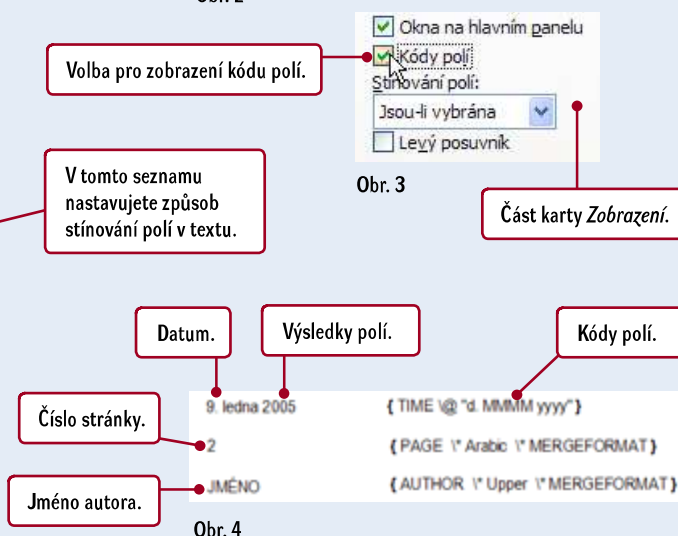 Obr. 2
Okna na hlavním panelu
Volba pro zobrazení kódu polí.
Kódy polí
Stínování polí:
Jsou-li vybrána
Levý posuvník
V tomto seznamu
nastavujete způsob
stínování polí v textu.
Obr. 3
Část karty Zobrazení.
Datum.
Výsledky polí.
Kódy polí.
9. ledna 2005
{ TIME \@ "d. MMMM yyyy" }
Číslo stránky.
2
{ PAGE \* Arabic \* MERGEFORMAT }
JMÉNO
{ AUTHOR \* Upper \* MERGEFORMAT }
Jméno autora.
Obr. 4